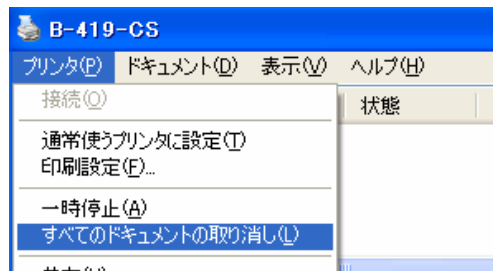 B-419-CS
プリンタ(P) ドキュメント(D) 表示(V) ヘルプ(H)
接続(O)
状態
通常使うプリンタに設定(T)
印刷設定(F)...
一時停止(A)
すべてのドキュメントの取り消し(L)